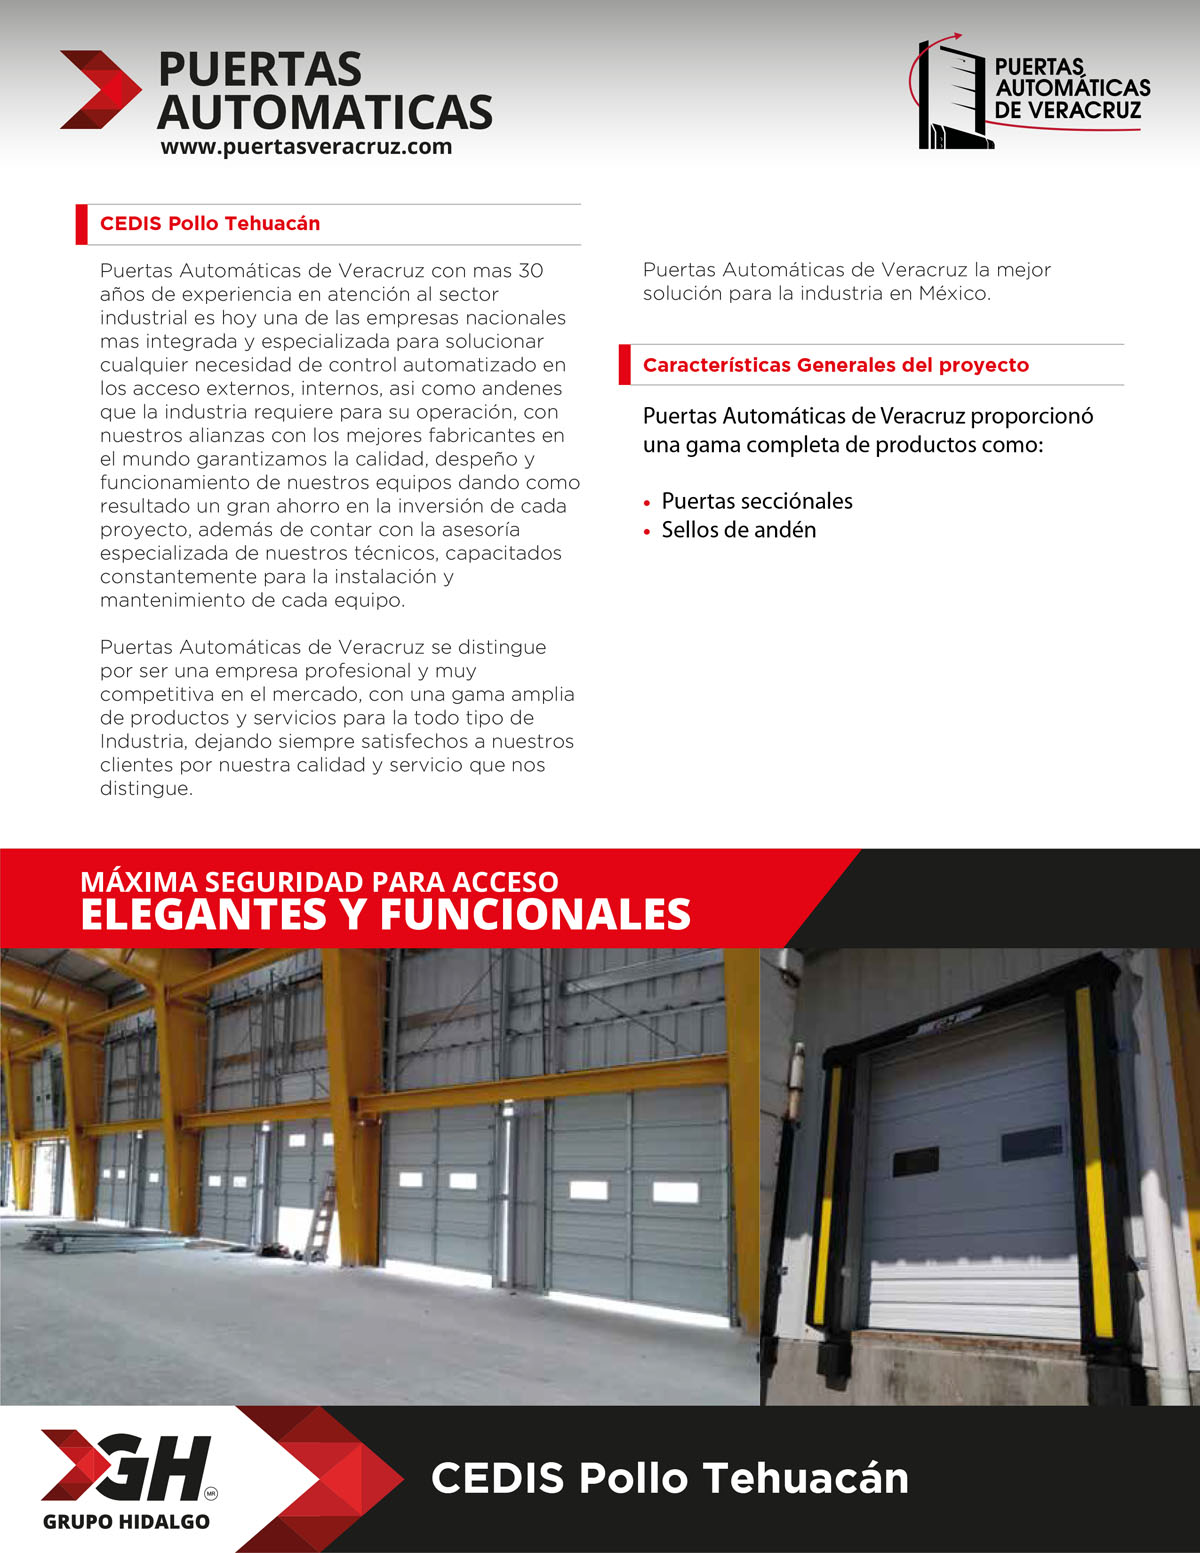 PUERTAS
AUTOMATICAS
www.puertasveracruz.com
PUERTAS
AUTOMÁTICAS
DE VERACRUZ
CEDIS Pollo Tehuacán
Puertas Automáticas de Veracruz con mas 30
años de experiencia en atención al sector
industrial es hoy una de las empresas nacionales
mas integrada y especializada para solucionar
cualquier necesidad de control automatizado en
los acceso externos, internos, asi como andenes
que la industria requiere para su operación, con
nuestros alianzas con los mejores fabricantes en
el mundo garantizamos la calidad, despeño y
funcionamiento de nuestros equipos dando como
resultado un gran ahorro en la inversión de cada
proyecto, además de contar con la asesoría
especializada de nuestros técnicos, capacitados
constantemente para la instalación y
mantenimiento de cada equipo.
Puertas Automáticas de Veracruz se distingue
por ser una empresa profesional y muy
competitiva en el mercado, con una gama amplia
de productos y servicios para la todo tipo de
Industria, dejando siempre satisfechos a nuestros
clientes por nuestra calidad y servicio que nos
distingue.
Puertas Automáticas de Veracruz la mejor
solución para la industria en México.
Características Generales del proyecto
Puertas Automáticas de Veracruz proporcionó
una gama completa de productos como:
• Puertas secciónales
• Sellos de andén
MÁXIMA SEGURIDAD PARA ACCESO
ELEGANTES Y FUNCIONALES
GH
MR
GRUPO HIDALGO
CEDIS Pollo Tehuacán